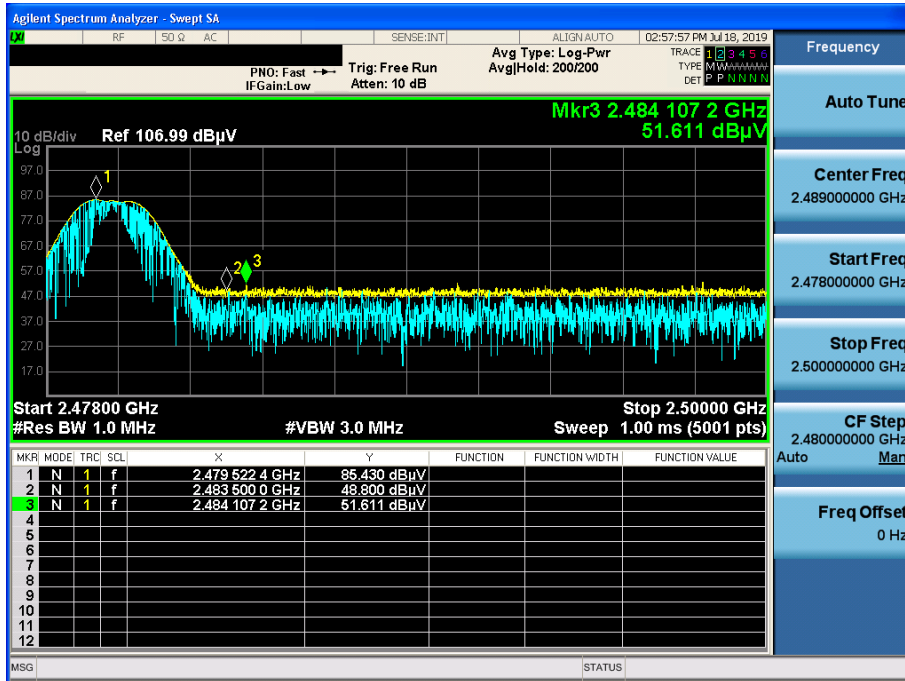 Agilent Spectrum Analyzer - Swept SA
LXI RF 50 Ω AC SENSE:INT ALIGN AUTO 02:57:57 PM Jul 18, 2019
PNO: Fast
IFGain:Low
Trig: Free Run
Atten: 10 dB
Avg Type: Log-Pwr
Avg|Hold: 200/200
TRACE 1 2 3 4 5 6
TYPE MWWWWW
DET P P N N N N
Mkr3 2.484 107 2 GHz
51.611 dBµV
10 dB/div Ref 106.99 dBµV
Log
97.0
87.0
77.0
67.0
57.0
47.0
37.0
27.0
17.0
1
2
3
Start 2.47800 GHz Stop 2.50000 GHz
#Res BW 1.0 MHz #VBW 3.0 MHz Sweep 1.00 ms (5001 pts)
MKR MODE TRC SCL X Y FUNCTION FUNCTION WIDTH FUNCTION VALUE
1 N 1 f 2.479 522 4 GHz 85.430 dBµV
2 N 1 f 2.483 500 0 GHz 48.800 dBµV
3 N 1 f 2.484 107 2 GHz 51.611 dBµV
4
5
6
7
8
9
10
11
12
MSG STATUS
Frequency
Auto Tune
Center Freq
2.489000000 GHz
Start Freq
2.478000000 GHz
Stop Freq
2.500000000 GHz
CF Step
2.480000000 GHz
Auto Man
Freq Offset
0 Hz